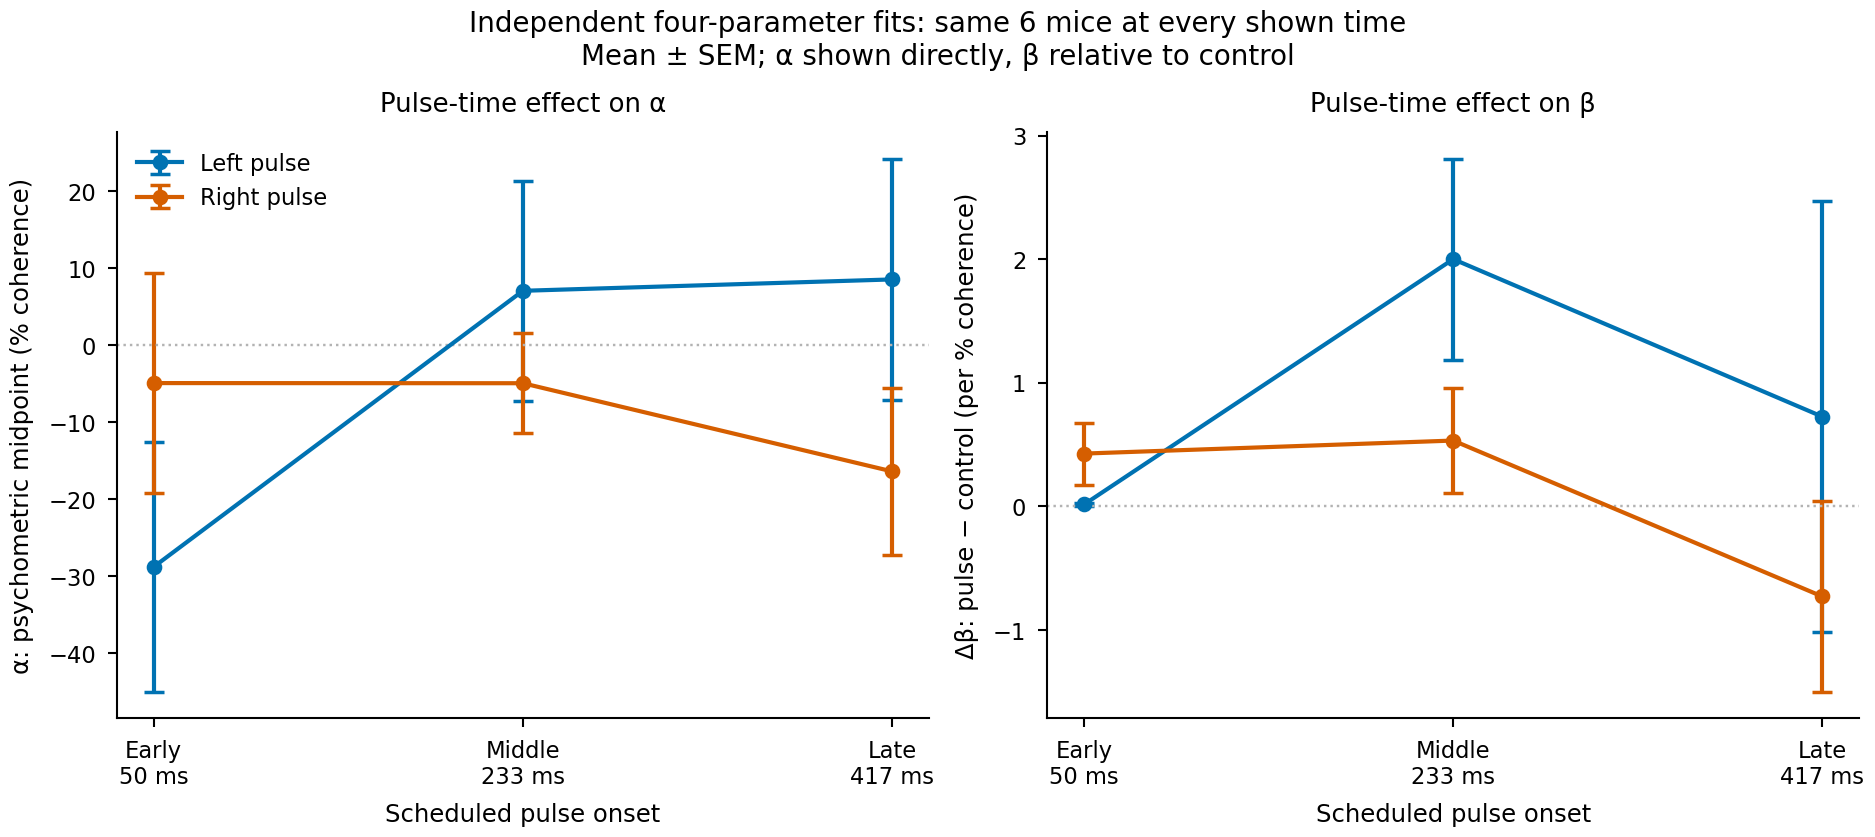 Independent four-parameter fits: same 6 mice at every shown time
Mean ± SEM; α shown directly, β relative to control
Pulse-time effect on α
α: psychometric midpoint (% coherence)
20
10
0
−10
−20
−30
−40
Left pulse
Right pulse
Early
50 ms
Middle
233 ms
Late
417 ms
Scheduled pulse onset
Pulse-time effect on β
Δβ: pulse − control (per % coherence)
3
2
1
0
−1
Early
50 ms
Middle
233 ms
Late
417 ms
Scheduled pulse onset